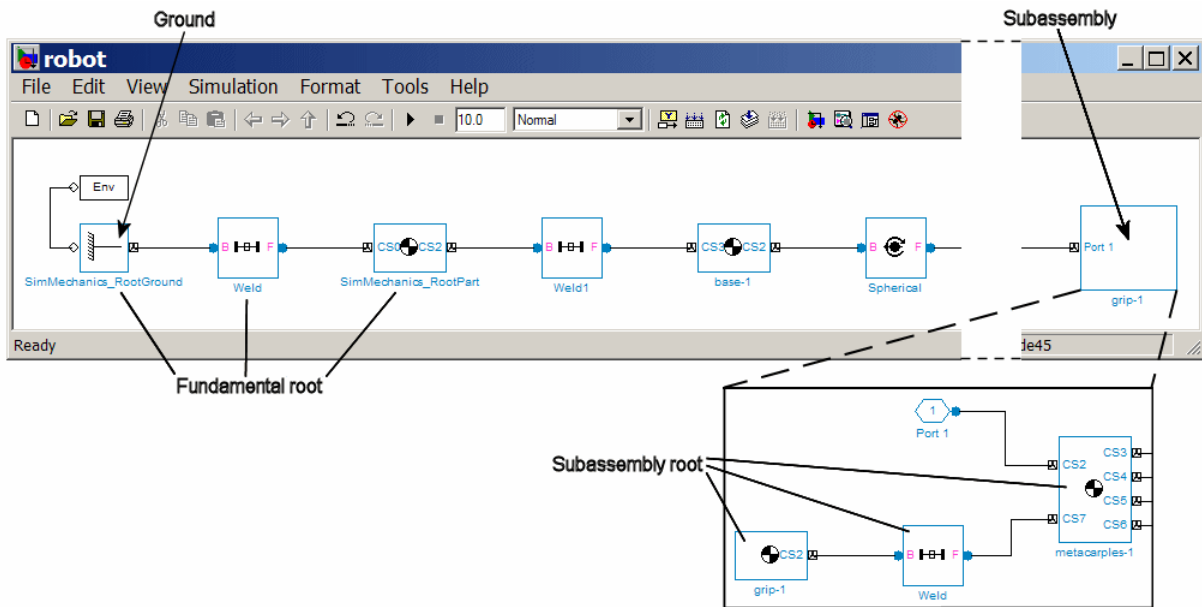 Ground
Subassembly
robot
File Edit View Simulation Format Tools Help
10.0 Normal
Env
B F CS0 CS2 B F CS3 CS2 B F Port 1
SimMechanics_RootGround Weld SimMechanics_RootPart Weld1 base-1 Spherical grip-1
Ready de45
Fundamental root
1
Port 1
CS3
Subassembly root CS2 CS4
CS5
CS7 CS6
CS2 B F metacarples-1
grip-1 Weld